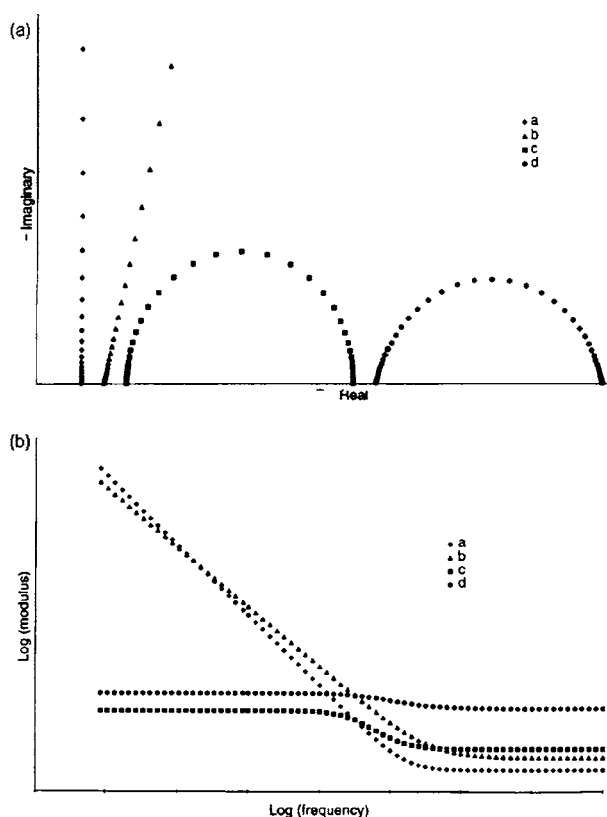 (a)
– Imaginary
a
b
c
d
Real
(b)
Log (modulus)
a
b
c
d
Log (frequency)